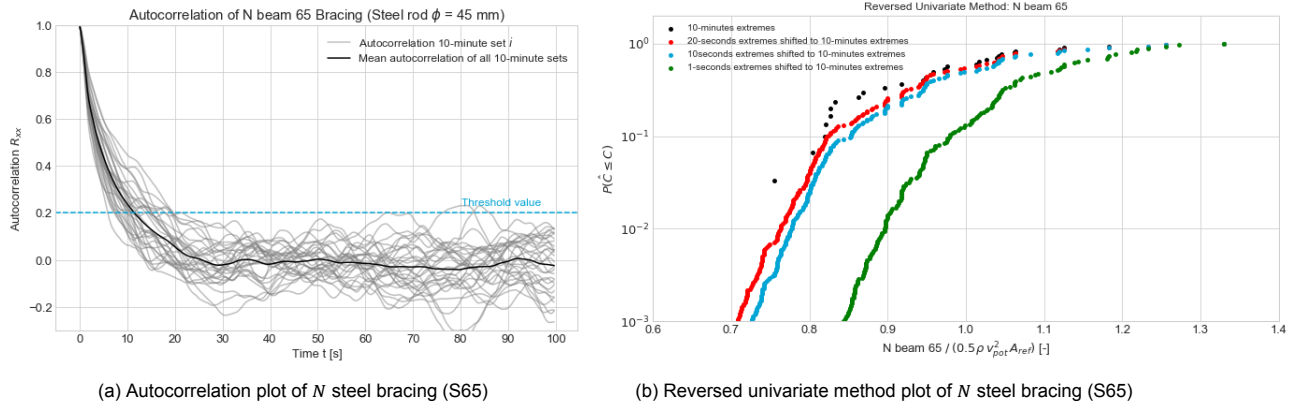 Autocorrelation of N beam 65 Bracing (Steel rod ϕ = 45 mm)
Autocorrelation 10-minute set i
Mean autocorrelation of all 10-minute sets
Threshold value
Autocorrelation Rₓₓ
1.0
0.8
0.6
0.4
0.2
0.0
−0.2
0 10 20 30 40 50 60 70 80 90 100
Time t [s]
(a) Autocorrelation plot of N steel bracing (S65)
Reversed Univariate Method: N beam 65
10-minutes extremes
20-seconds extremes shifted to 10-minutes extremes
10seconds extremes shifted to 10-minutes extremes
1-seconds extremes shifted to 10-minutes extremes
P(Ĉ ≤ C)
10⁰
10⁻¹
10⁻²
10⁻³
0.6 0.7 0.8 0.9 1.0 1.1 1.2 1.3 1.4
N beam 65 / (0.5 ρ v²_pot A_ref) [-]
(b) Reversed univariate method plot of N steel bracing (S65)